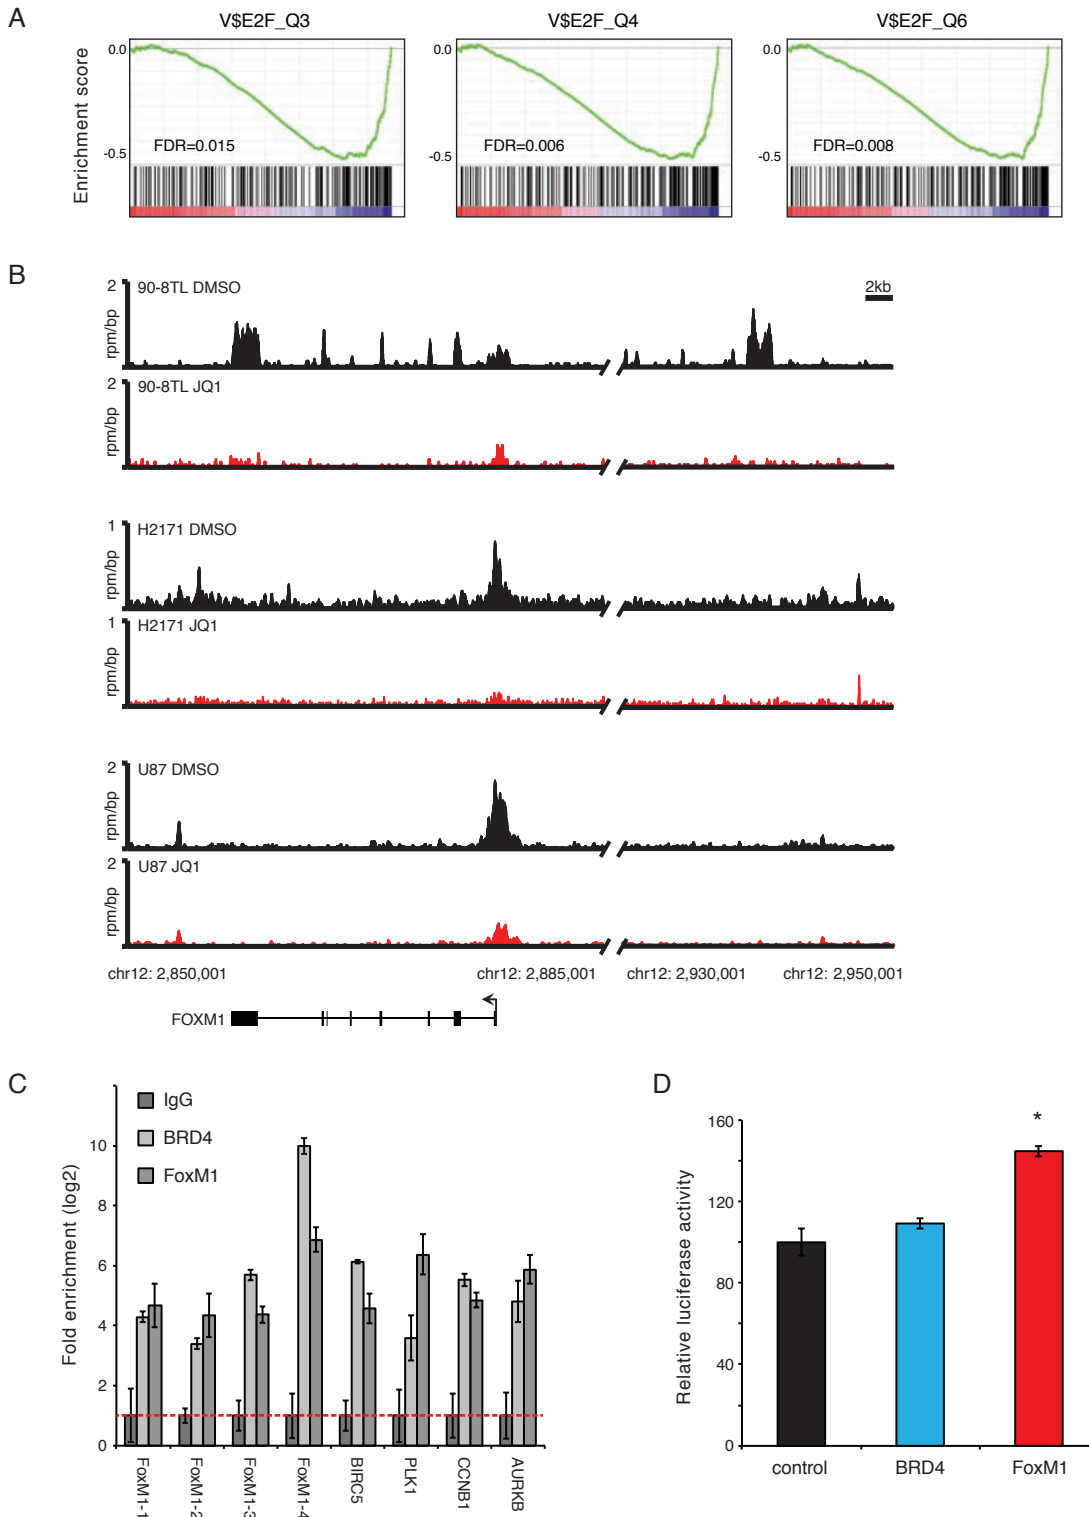 A
V$E2F_Q3
V$E2F_Q4
V$E2F_Q6
Enrichment score
0.0
-0.5
FDR=0.015
0.0
-0.5
FDR=0.006
0.0
-0.5
FDR=0.008
B
2kb
2
rpm/bp
90-8TL DMSO
2
rpm/bp
90-8TL JQ1
1
rpm/bp
H2171 DMSO
1
rpm/bp
H2171 JQ1
2
rpm/bp
U87 DMSO
2
rpm/bp
U87 JQ1
chr12: 2,850,001
chr12: 2,885,001
chr12: 2,930,001
chr12: 2,950,001
FOXM1
C
Fold enrichment (log2)
10
8
6
4
2
0
IgG
BRD4
FoxM1
FoxM1-1
FoxM1-2
FoxM1-3
FoxM1-4
BIRC5
PLK1
CCNB1
AURKB
D
Relative luciferase activity
160
120
80
40
0
*
control
BRD4
FoxM1